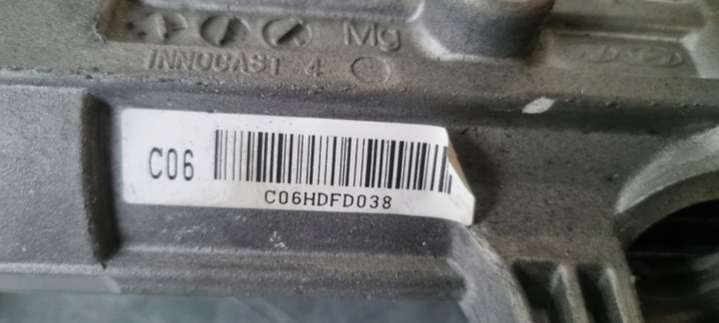 Mg
INNOCAST 4
C06
C06HDFD038